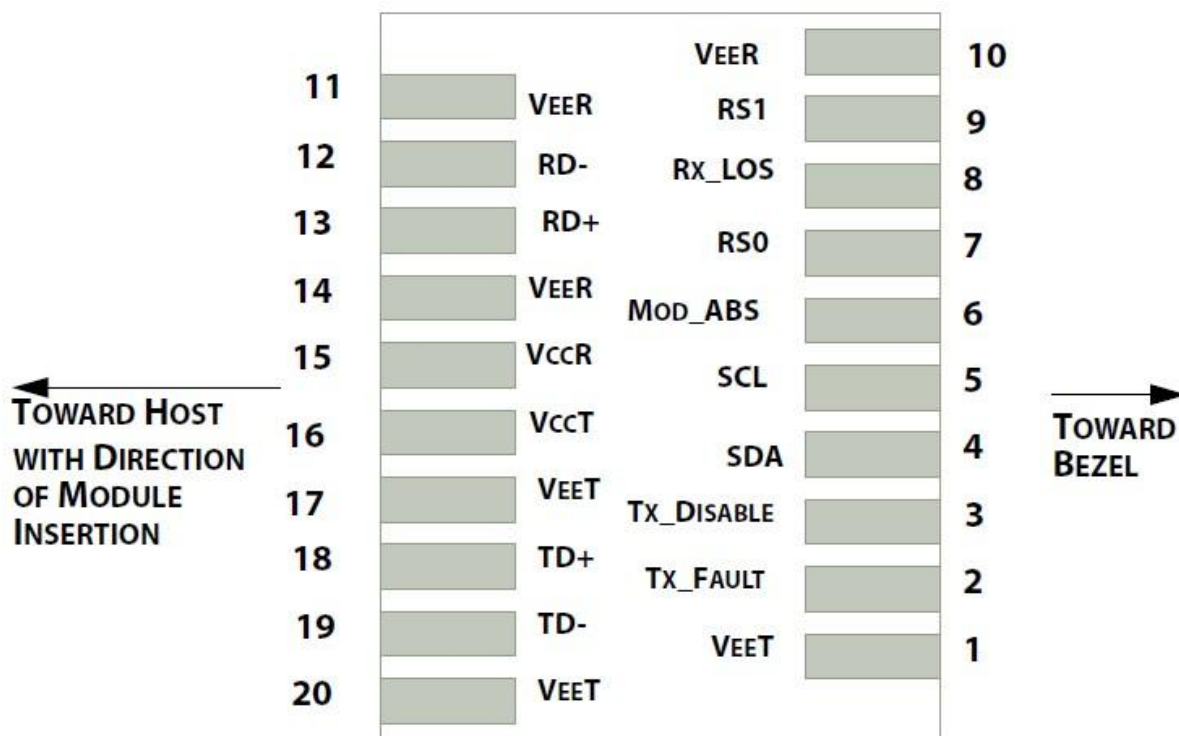 11 VEER
12 RD-
13 RD+
14 VEER
15 VCCR
16 VCCT
17 VEET
18 TD+
19 TD-
20 VEET
VEER 10
RS1 9
RX_LOS 8
RS0 7
MOD_ABS 6
SCL 5
SDA 4
TX_DISABLE 3
TX_FAULT 2
VEET 1
TOWARD HOST
WITH DIRECTION
OF MODULE
INSERTION
TOWARD
BEZEL